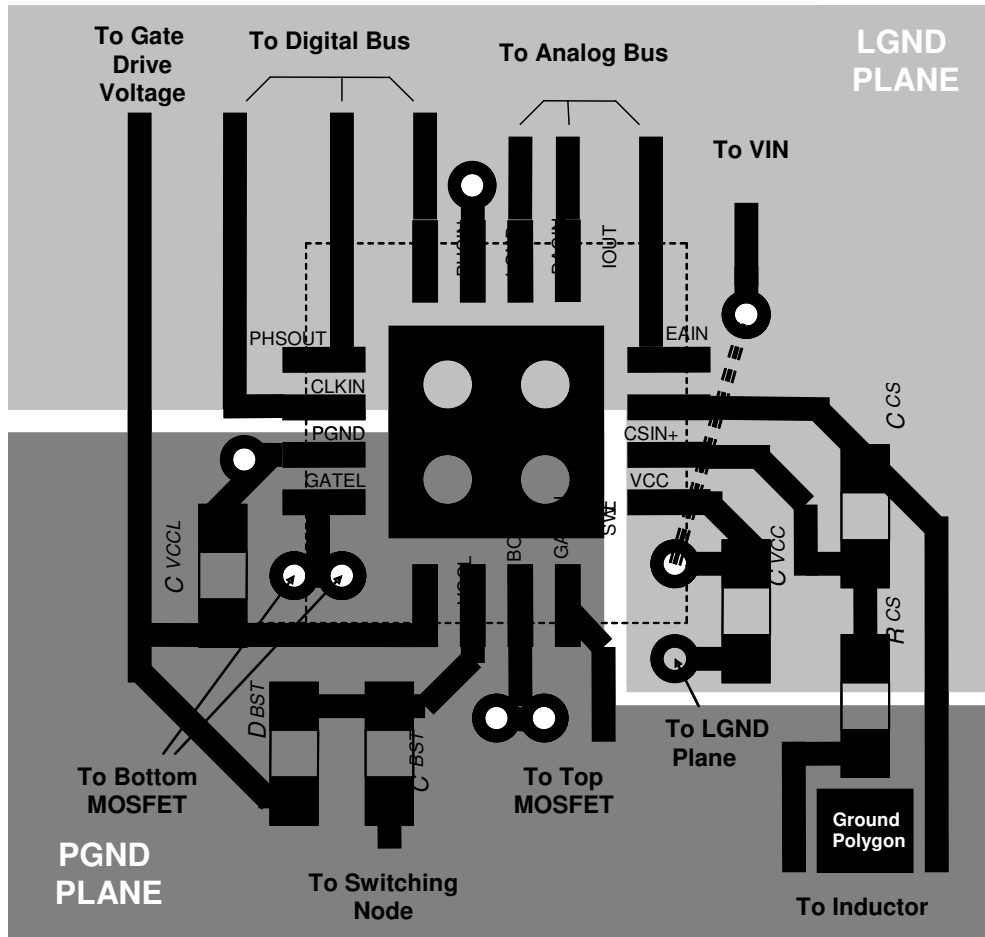 To Gate
Drive
Voltage
To Digital Bus
To Analog Bus
LGND
PLANE
To VIN
IOUT
PHSOUT
EAIN
CLKIN
C CS
PGND
CSIN+
GATEL
VCC
SW
C VCCL
C VCC
R CS
D BST
C BST
To LGND
Plane
To Bottom
MOSFET
To Top
MOSFET
Ground
Polygon
PGND
PLANE
To Switching
Node
To Inductor